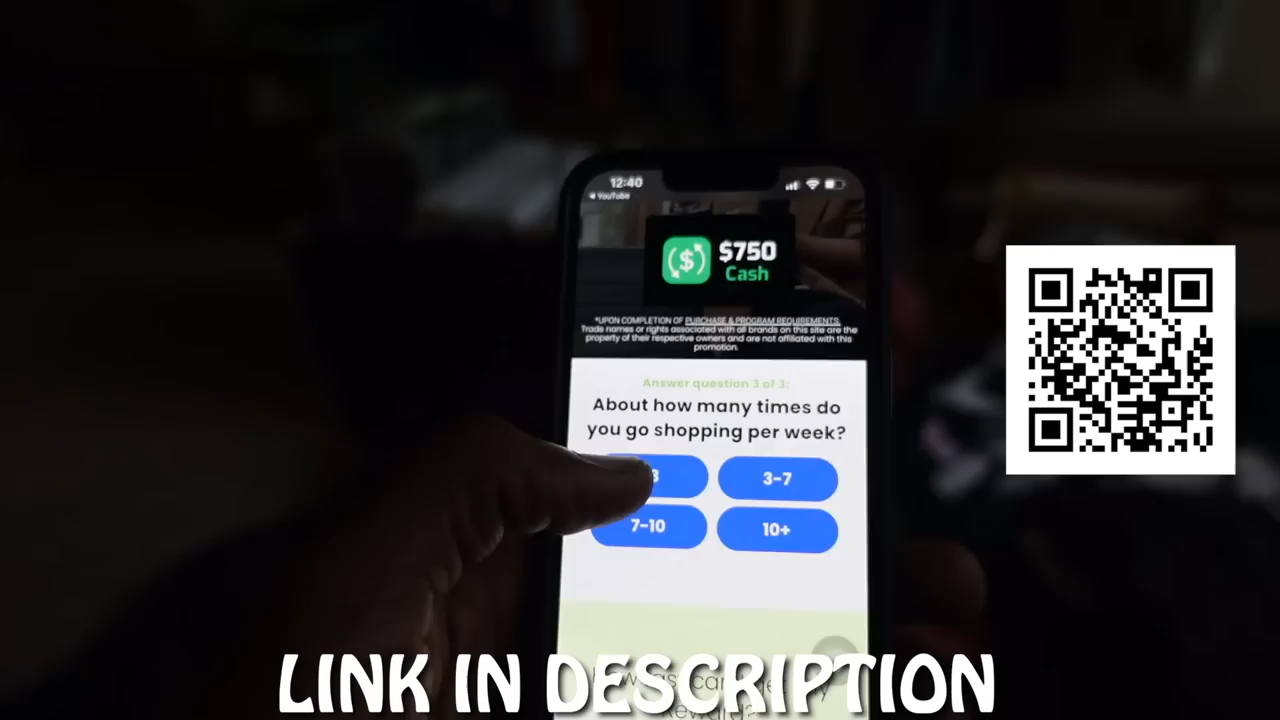 12:40
YouTube
$750
Cash
*UPON COMPLETION OF PURCHASE & PROGRAM REQUIREMENTS.
Trade names or rights associated with all brands on this site are the
property of their respective owners and are not affiliated with this
promotion.
Answer question 3 of 3:
About how many times do
you go shopping per week?
3-7
7-10
10+
LINK IN DESCRIPTION
Reward?